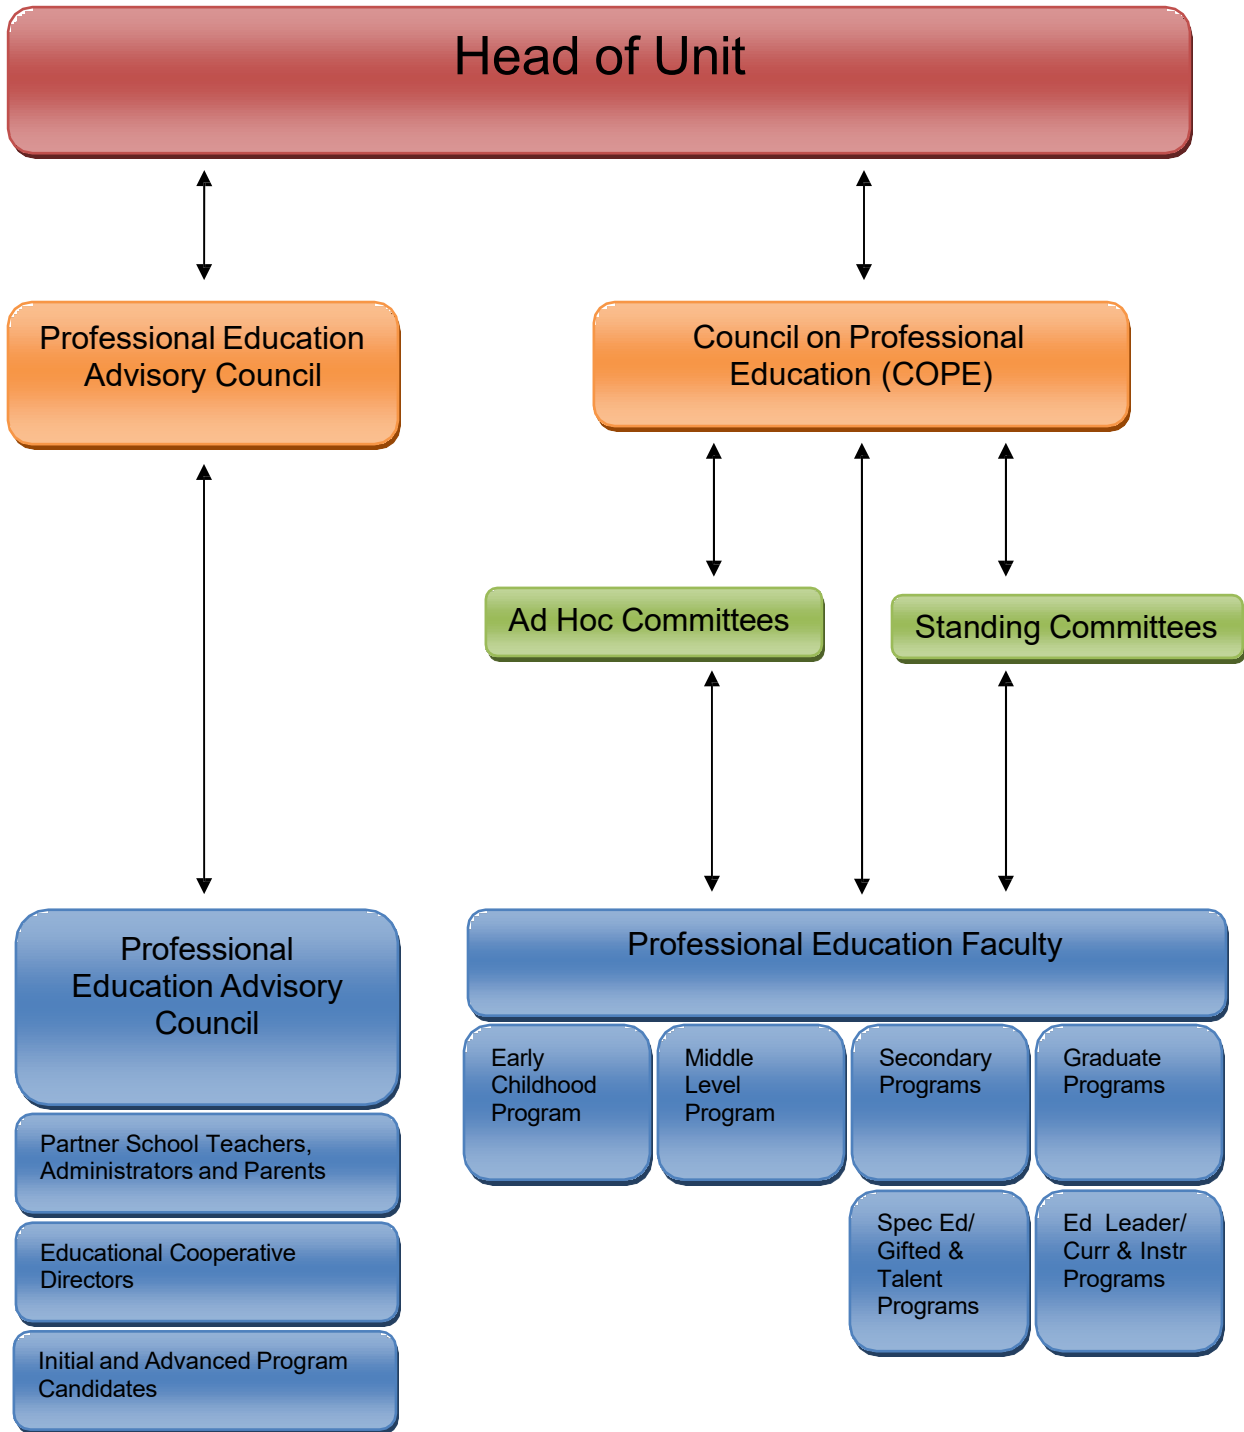 Head of Unit
Professional Education
Advisory Council
Council on Professional
Education (COPE)
Ad Hoc Committees
Standing Committees
Professional
Education Advisory
Council
Partner School Teachers,
Administrators and Parents
Educational Cooperative
Directors
Initial and Advanced Program
Candidates
Professional Education Faculty
Early
Childhood
Program
Middle
Level
Program
Secondary
Programs
Graduate
Programs
Spec Ed/
Gifted &
Talent
Programs
Ed Leader/
Curr & Instr
Programs